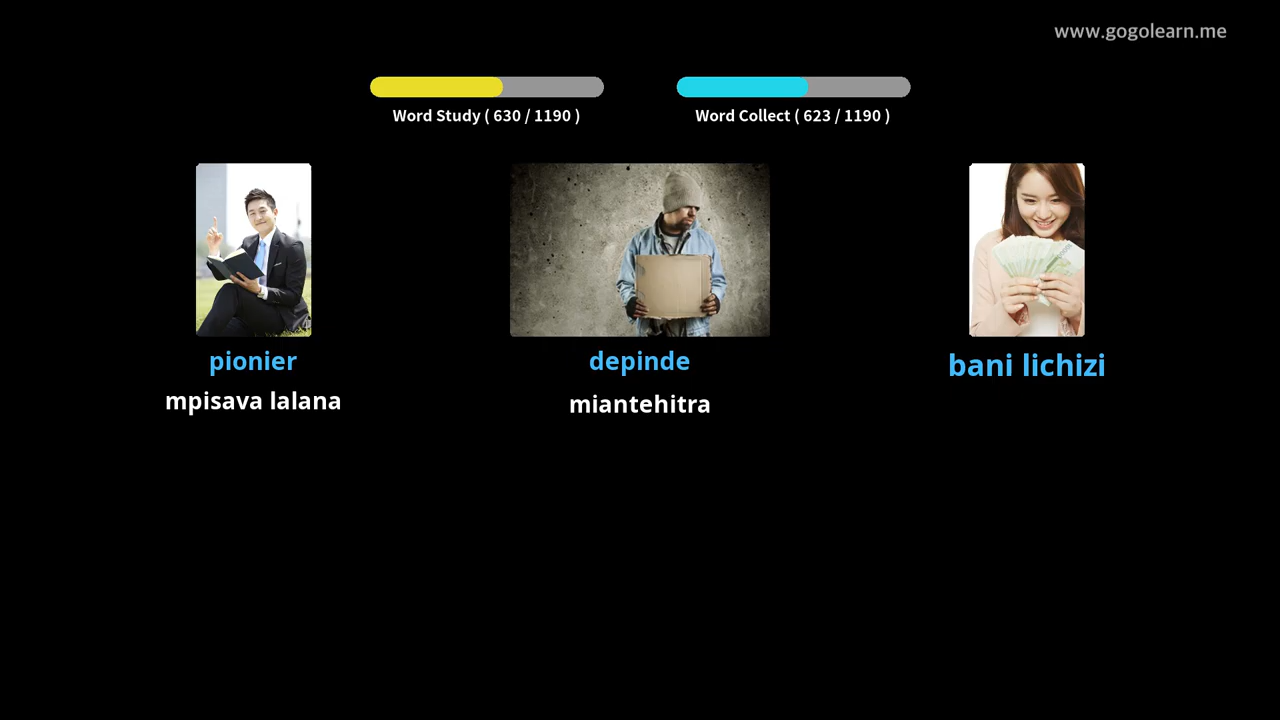 www.gogolearn.me
Word Study ( 630 / 1190 )
Word Collect ( 623 / 1190 )
pionier
mpisava lalana
depinde
miantehitra
bani lichizi